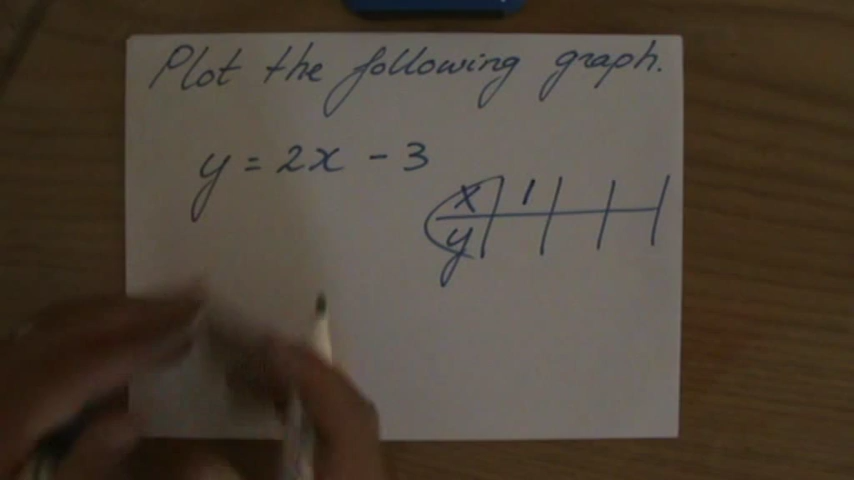 Plot the following graph.
y = 2x - 3
x 1
y